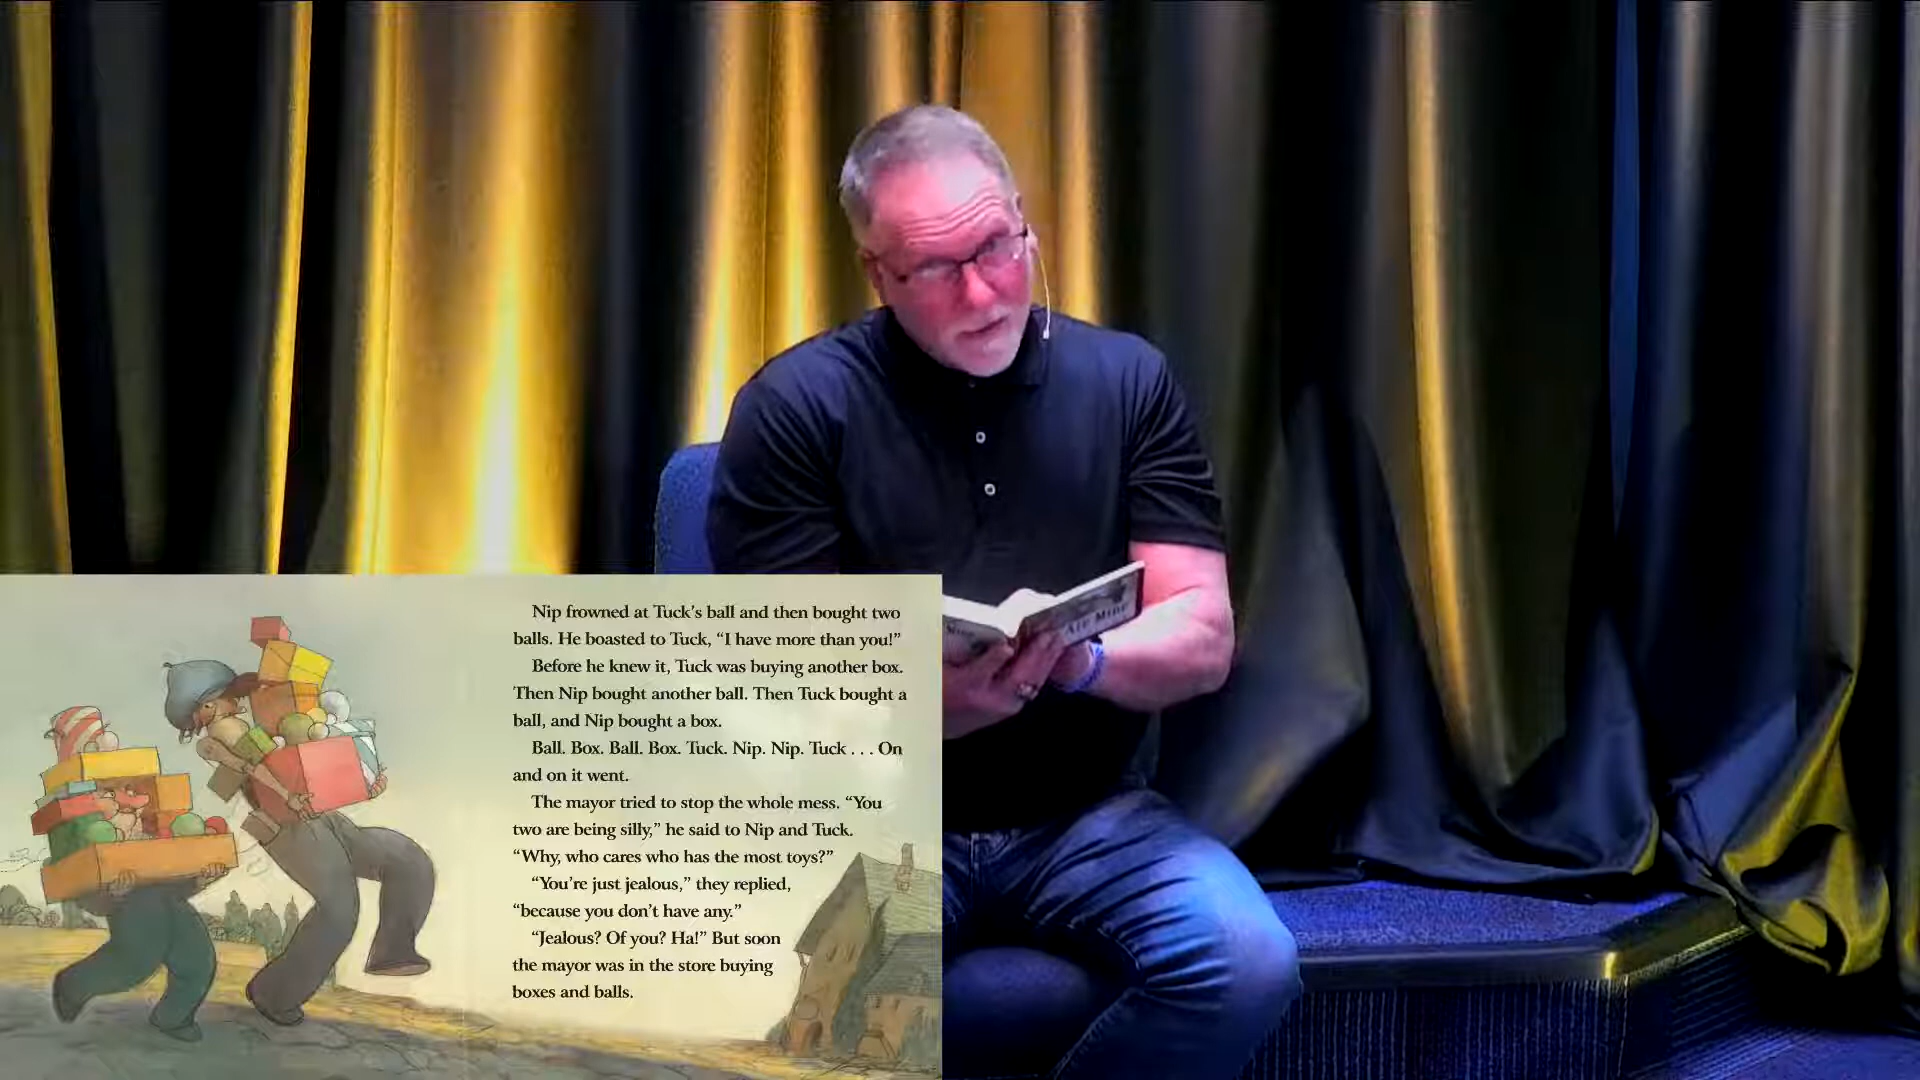 Nip frowned at Tuck's ball and then bought two
balls. He boasted to Tuck, “I have more than you!”
Before he knew it, Tuck was buying another box.
Then Nip bought another ball. Then Tuck bought a
ball, and Nip bought a box.
Ball. Box. Ball. Box. Tuck. Nip. Nip. Tuck . . . On
and on it went.
The mayor tried to stop the whole mess. “You
two are being silly,” he said to Nip and Tuck.
“Why, who cares who has the most toys?”
“You're just jealous,” they replied,
“because you don't have any.”
“Jealous? Of you? Ha!” But soon
the mayor was in the store buying
boxes and balls.
Are Mine